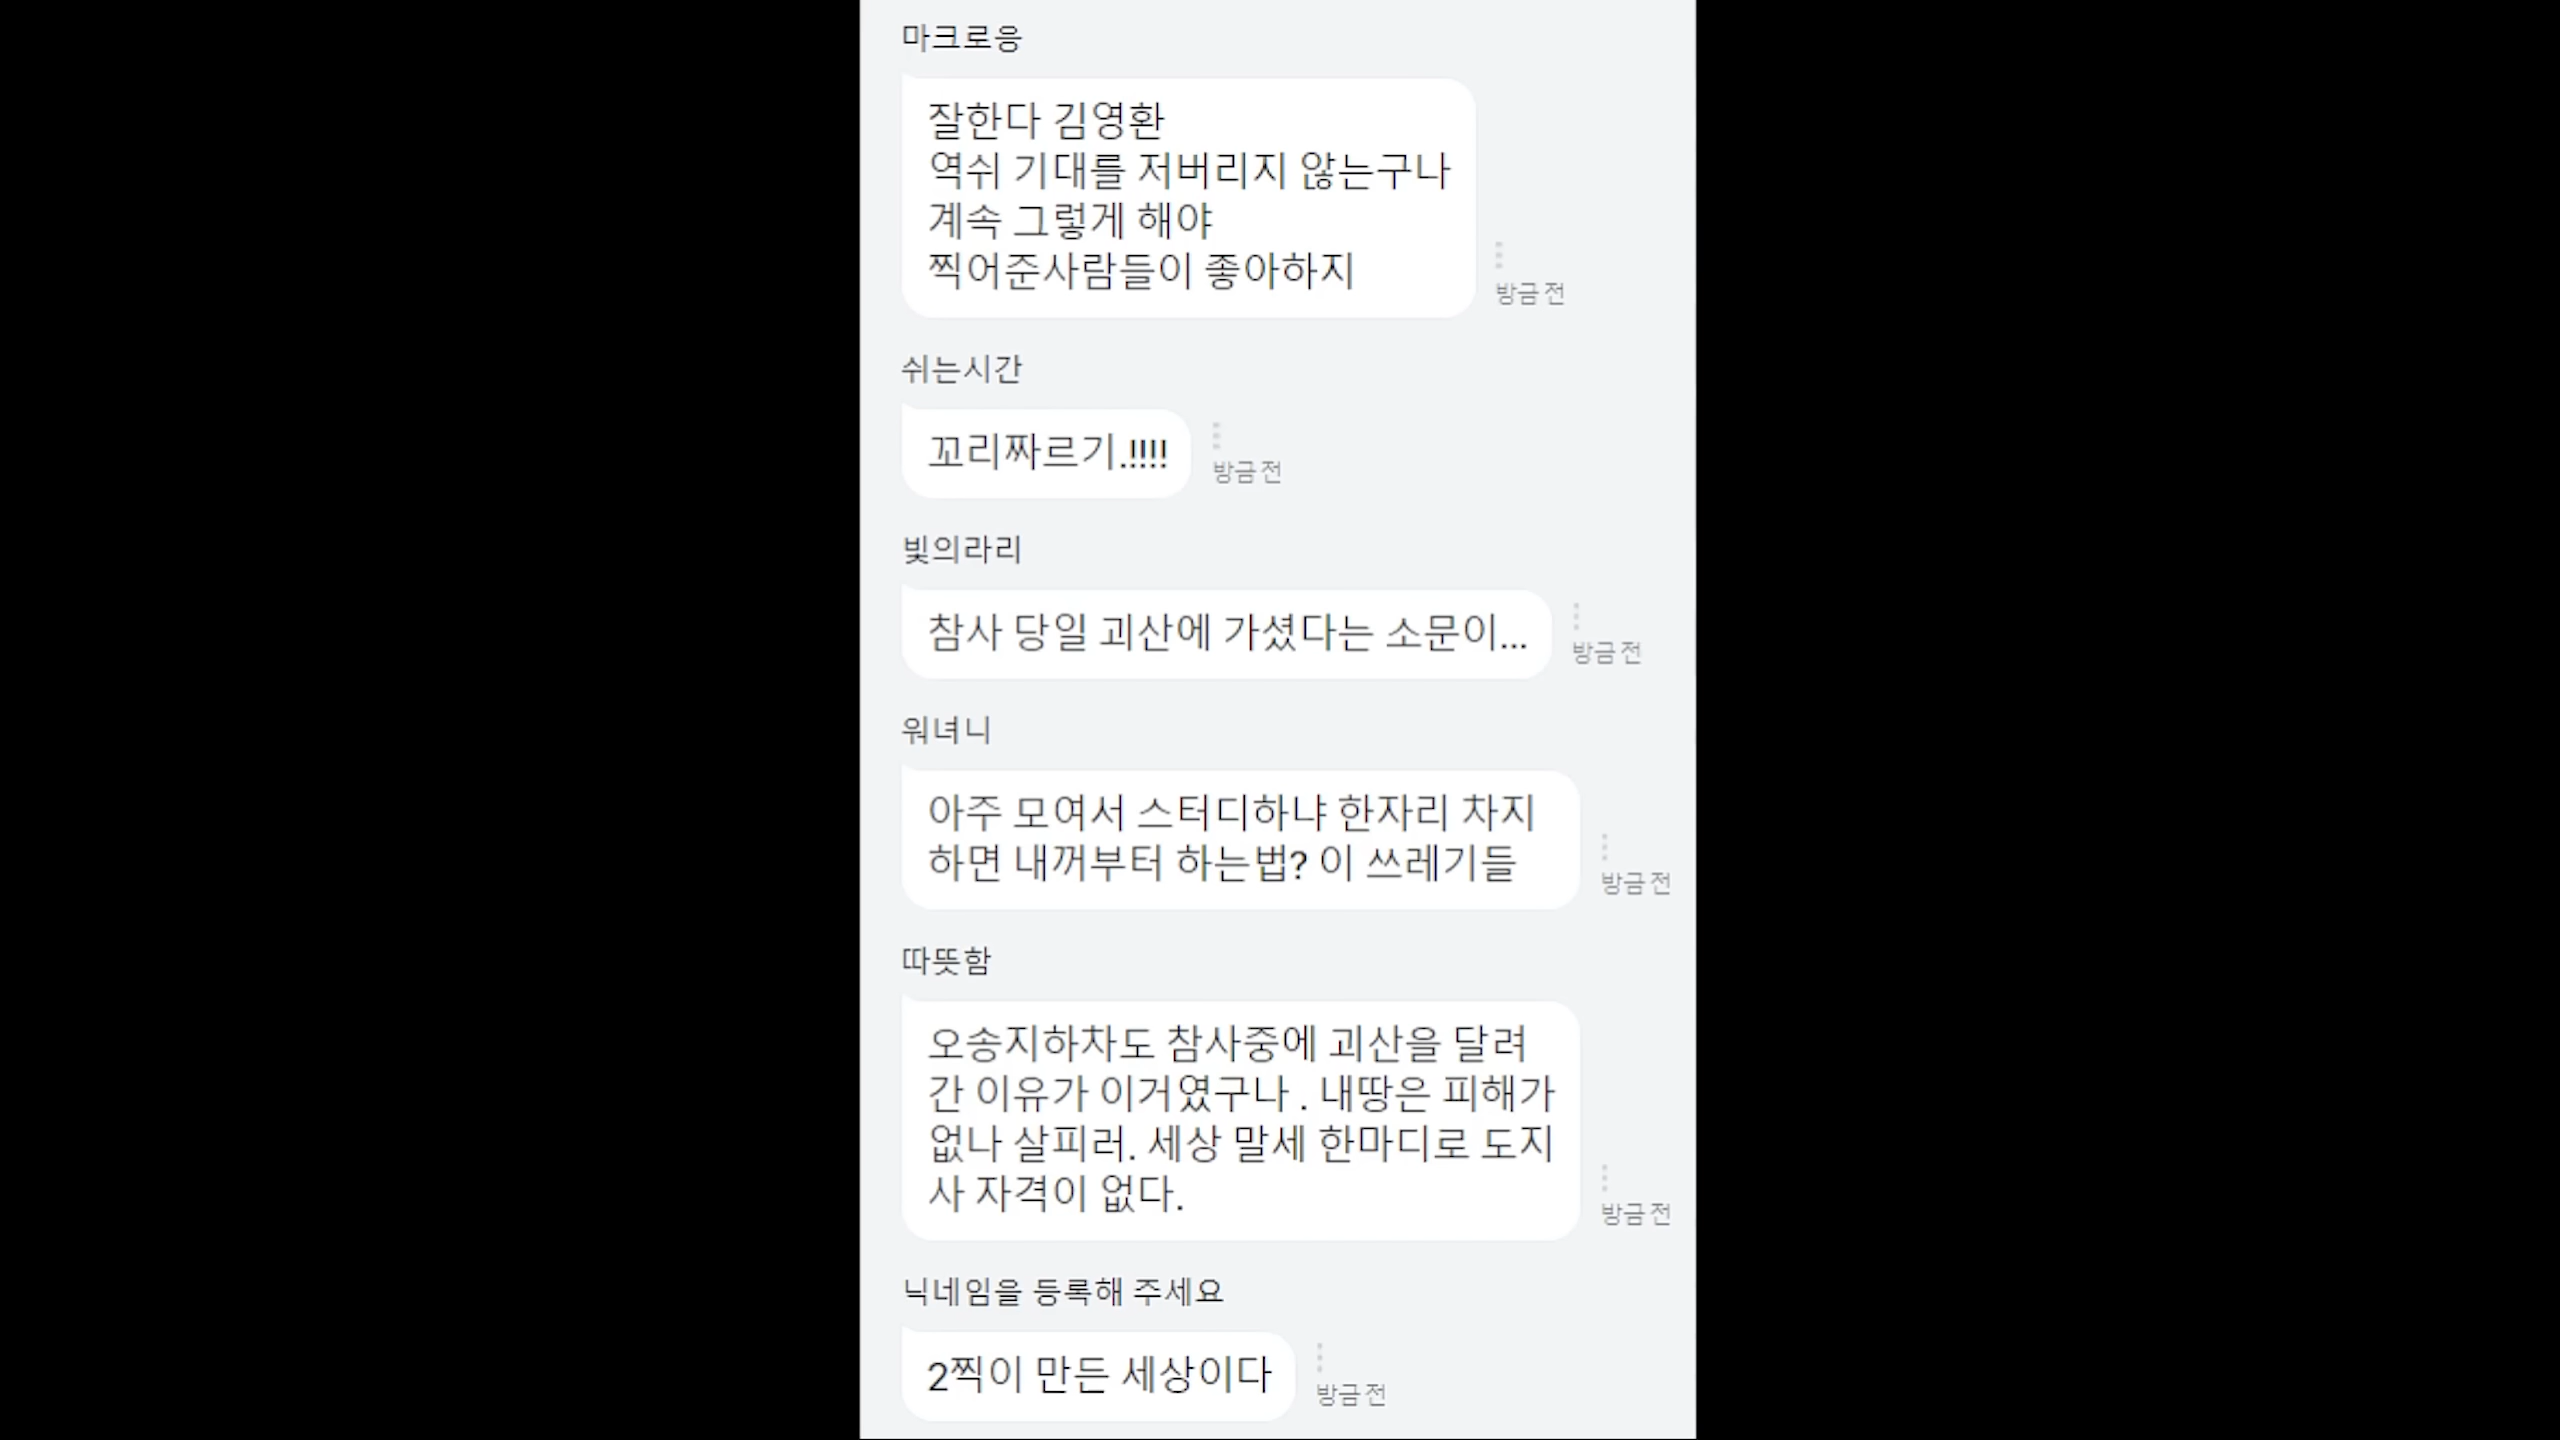 마크로응
잘한다 김영환
역쉬 기대를 저버리지 않는구나
계속 그렇게 해야
찍어준사람들이 좋아하지
방금 전
쉬는시간
꼬리짜르기.!!!!
방금 전
빛의라리
참사 당일 괴산에 가셨다는 소문이...
방금 전
워녀니
아주 모여서 스터디하냐 한자리 차지
하면 내꺼부터 하는법? 이 쓰레기들
방금 전
따뜻함
오송지하차도 참사중에 괴산을 달려
간 이유가 이거였구나 . 내땅은 피해가
없나 살피러. 세상 말세 한마디로 도지
사 자격이 없다.
방금 전
닉네임을 등록해 주세요
2찍이 만든 세상이다
방금 전